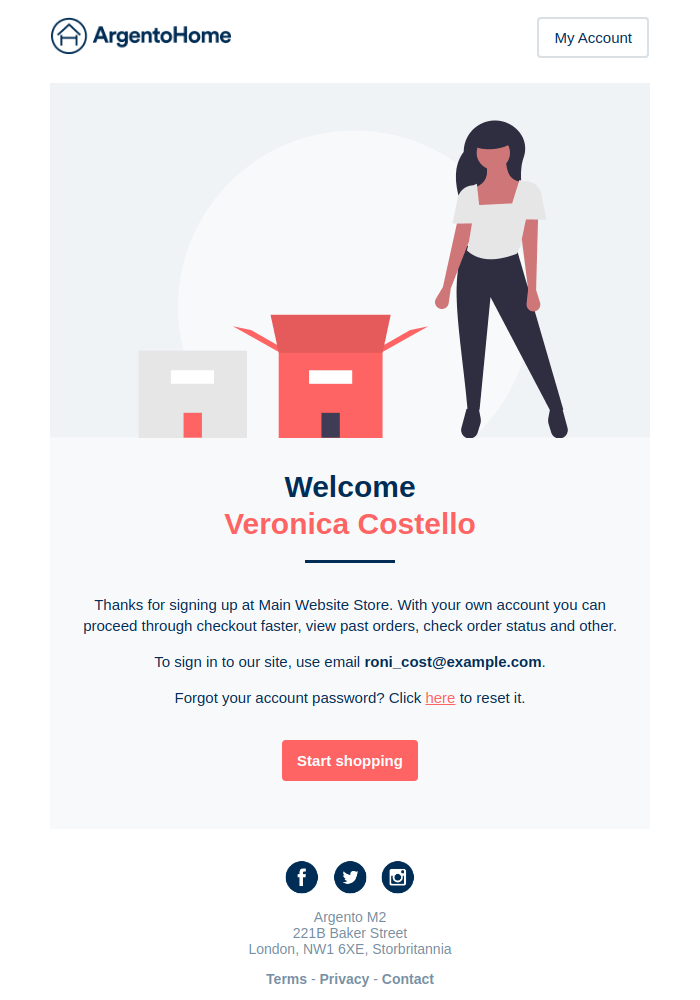 ArgentoHome
My Account
Welcome
Veronica Costello
Thanks for signing up at Main Website Store. With your own account you can
proceed through checkout faster, view past orders, check order status and other.
To sign in to our site, use email roni_cost@example.com.
Forgot your account password? Click here to reset it.
Start shopping
Argento M2
221B Baker Street
London, NW1 6XE, Storbritannia
Terms - Privacy - Contact